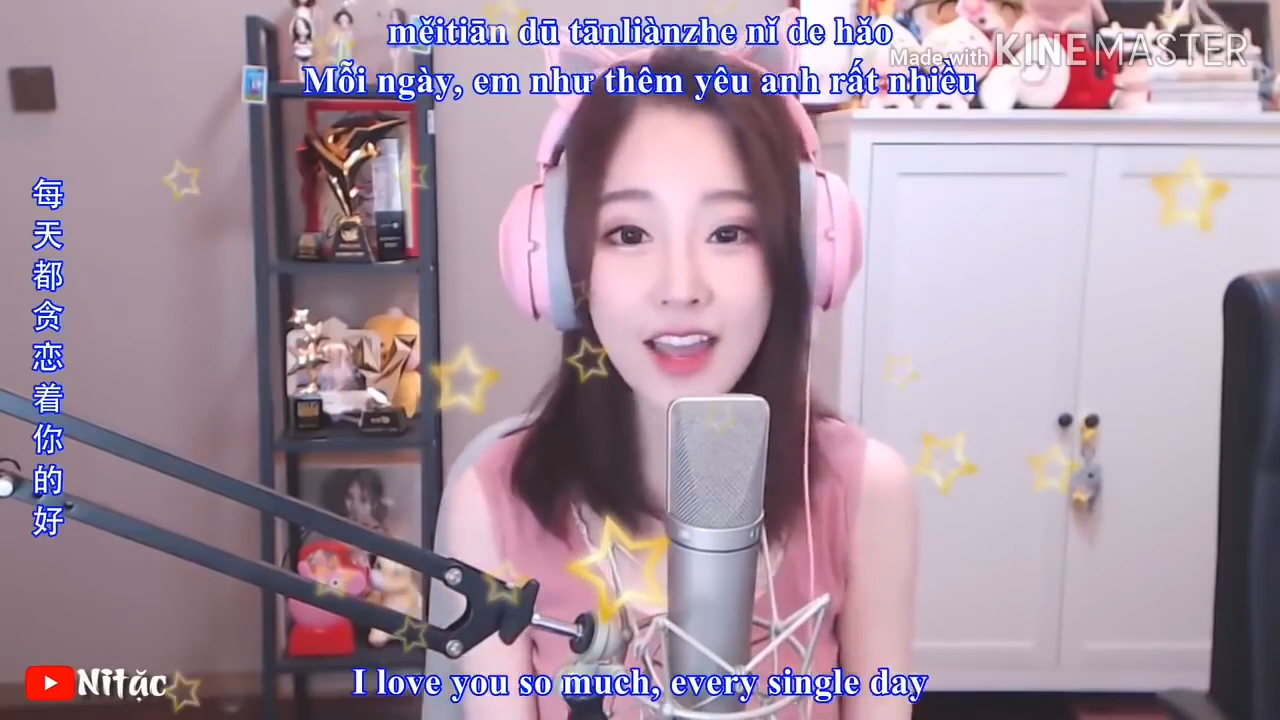 měitiān dū tānliànzhe nǐ de hǎo
Made with KINEMASTER
Mỗi ngày, em như thêm yêu anh rất nhiều
每天都贪恋着你的好
Nitặc
I love you so much, every single day